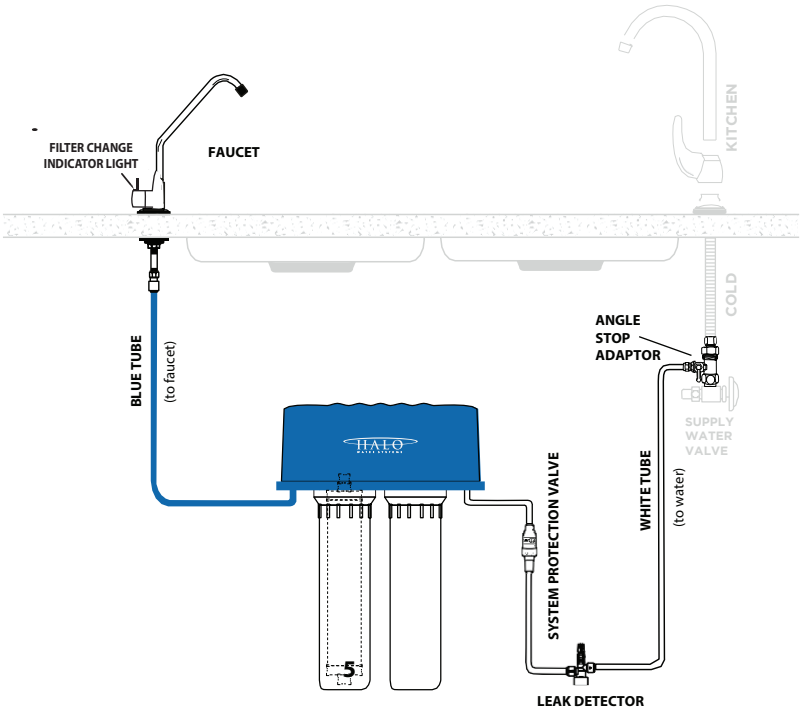 KITCHEN
FILTER CHANGE
INDICATOR LIGHT
FAUCET
COLD
ANGLE
STOP
ADAPTOR
BLUE TUBE
(to faucet)
HALO
WATER SYSTEMS
SUPPLY
WATER
VALVE
SYSTEM PROTECTION VALVE
WHITE TUBE
(to water)
5
LEAK DETECTOR